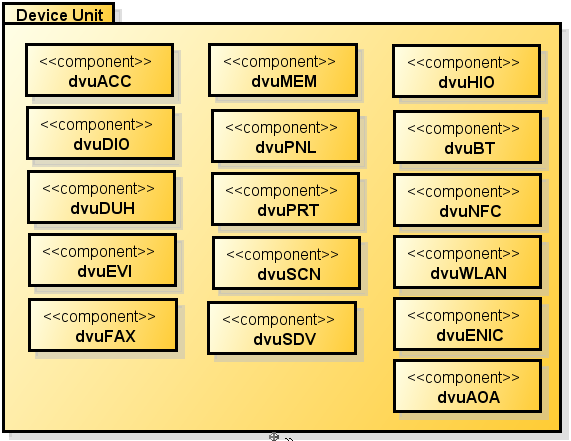 Device Unit
<<component>>
dvuACC
<<component>>
dvuDIO
<<component>>
dvuDUH
<<component>>
dvuEVI
<<component>>
dvuFAX
<<component>>
dvuMEM
<<component>>
dvuPNL
<<component>>
dvuPRT
<<component>>
dvuSCN
<<component>>
dvuSDV
<<component>>
dvuHIO
<<component>>
dvuBT
<<component>>
dvuNFC
<<component>>
dvuWLAN
<<component>>
dvuENIC
<<component>>
dvuAOA